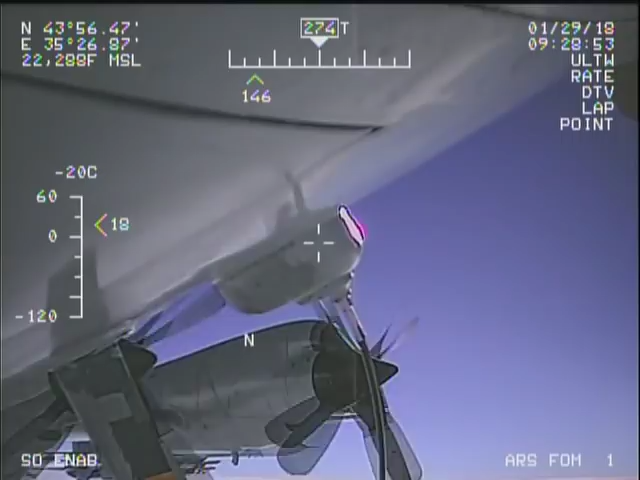 N 43°56.47'
E 35°26.87'
22,288F MSL
274T
146
01/29/18
09:28:53
ULTW
RATE
DTV
LAP
POINT
-20C
60
0
-120
18
N
SO ENAB
ARS FOM 1